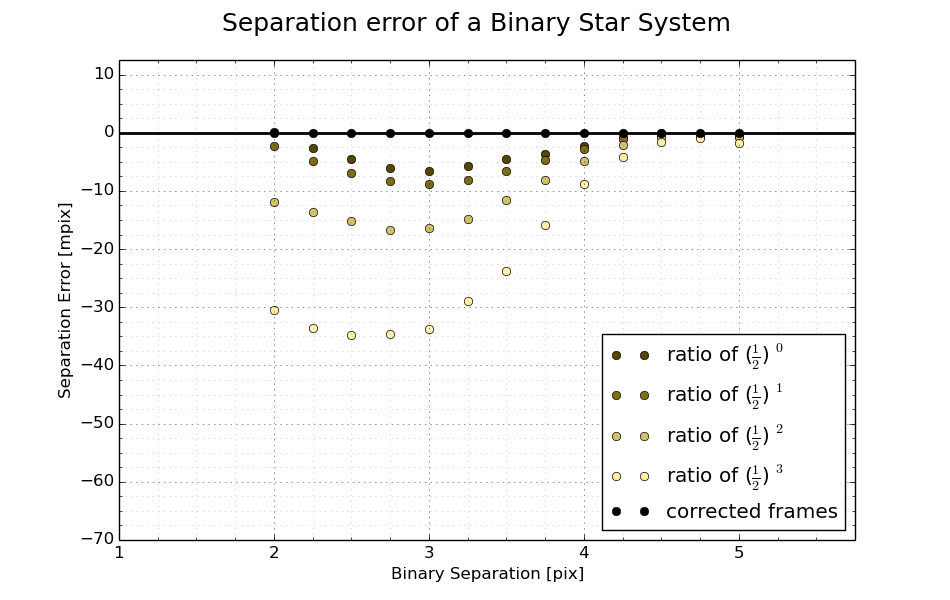 Separation error of a Binary Star System
Separation Error [mpix]
10
0
−10
−20
−30
−40
−50
−60
−70
1 2 3 4 5
Binary Separation [pix]
ratio of (1/2) ^0
ratio of (1/2) ^1
ratio of (1/2) ^2
ratio of (1/2) ^3
corrected frames